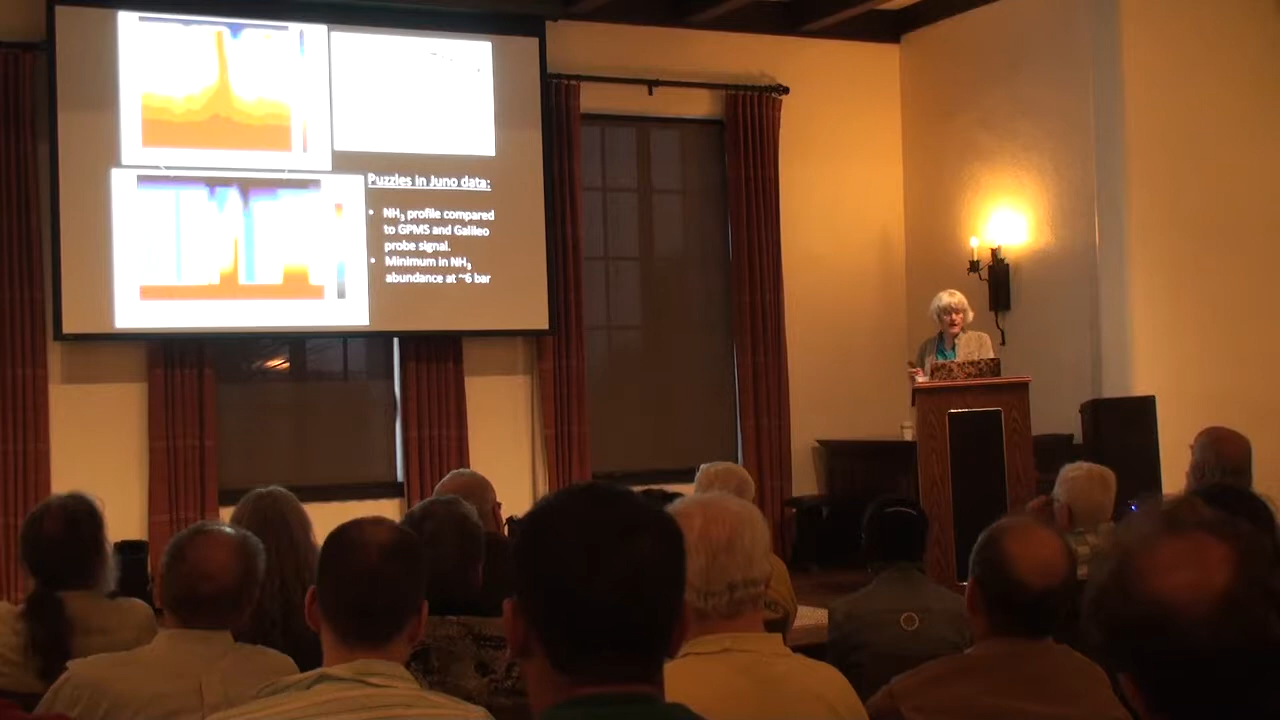 Puzzles in Juno data:
• NH₃ profile compared
to GPMS and Galileo
probe signal.
• Minimum in NH₃
abundance at ~6 bar